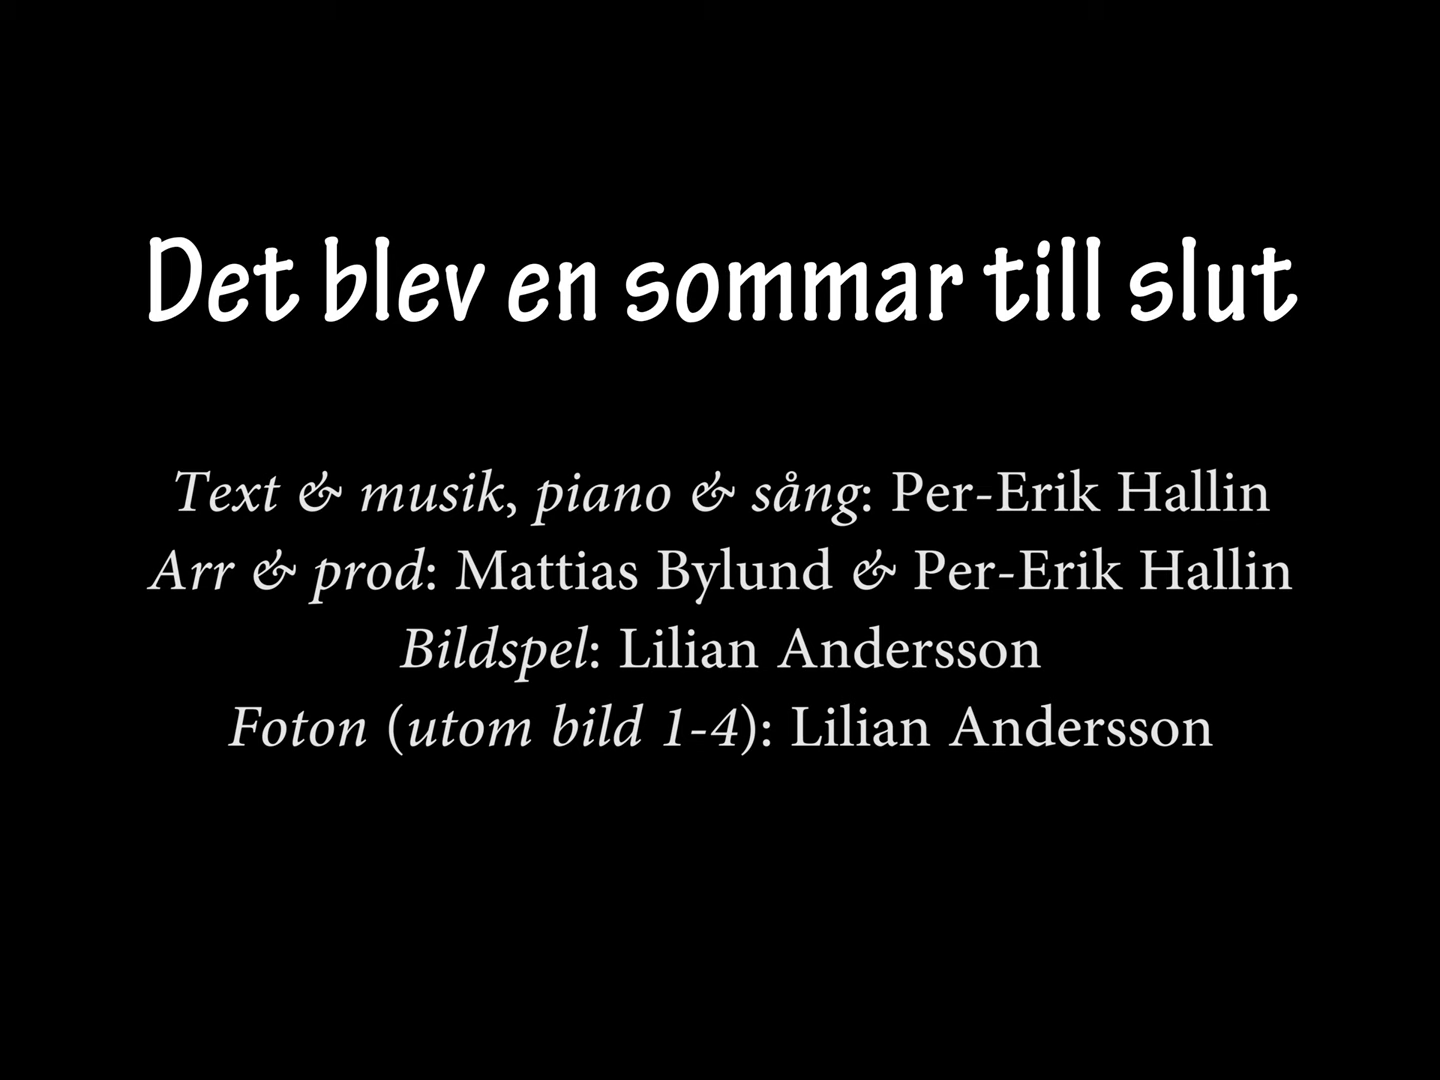 Det blev en sommar till slut
Text & musik, piano & sång: Per-Erik Hallin
Arr & prod: Mattias Bylund & Per-Erik Hallin
Bildspel: Lilian Andersson
Foton (utom bild 1-4): Lilian Andersson